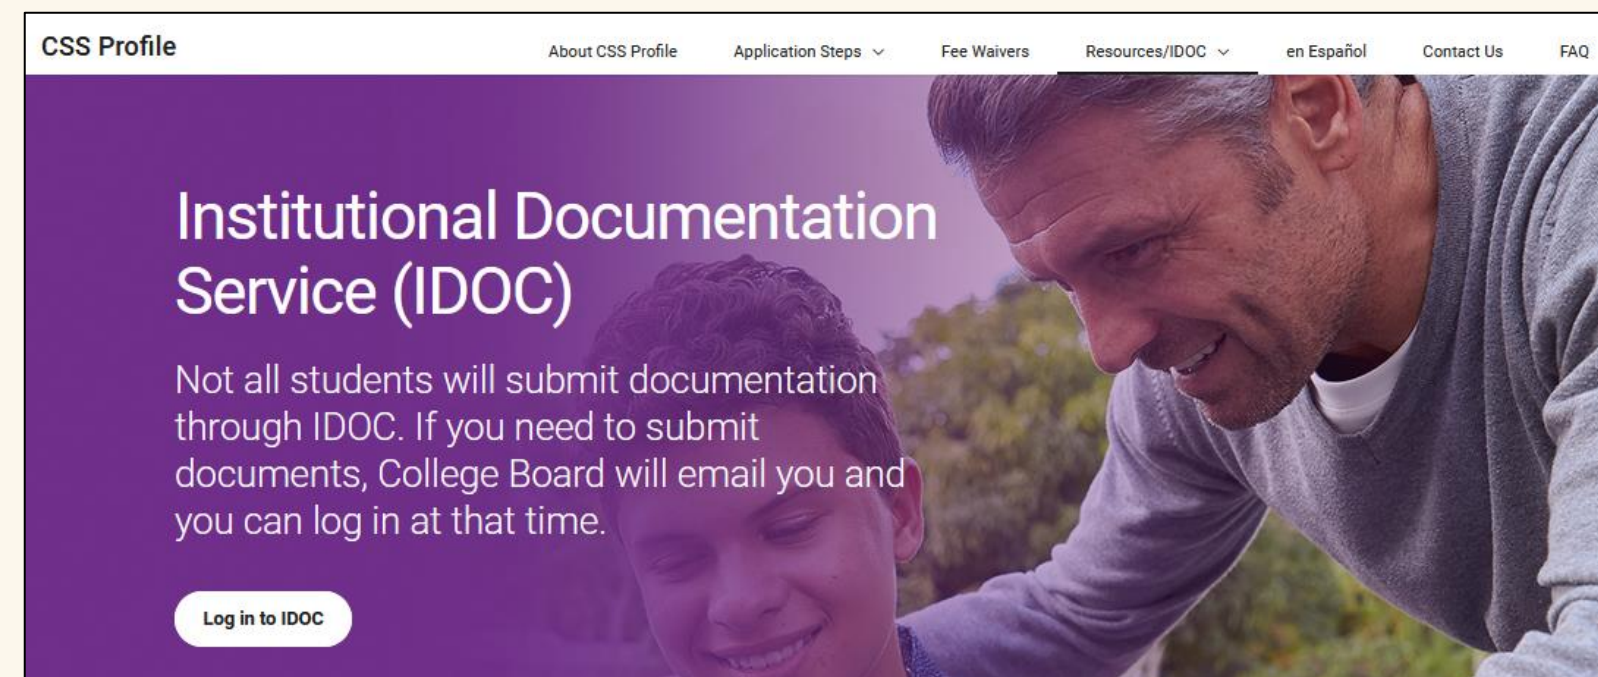 CSS Profile
About CSS Profile Application Steps Fee Waivers Resources/IDOC en Español Contact Us FAQ
Institutional Documentation
Service (IDOC)
Not all students will submit documentation
through IDOC. If you need to submit
documents, College Board will email you and
you can log in at that time.
Log in to IDOC